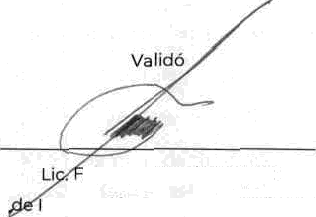 Validó
Lic. F
de I